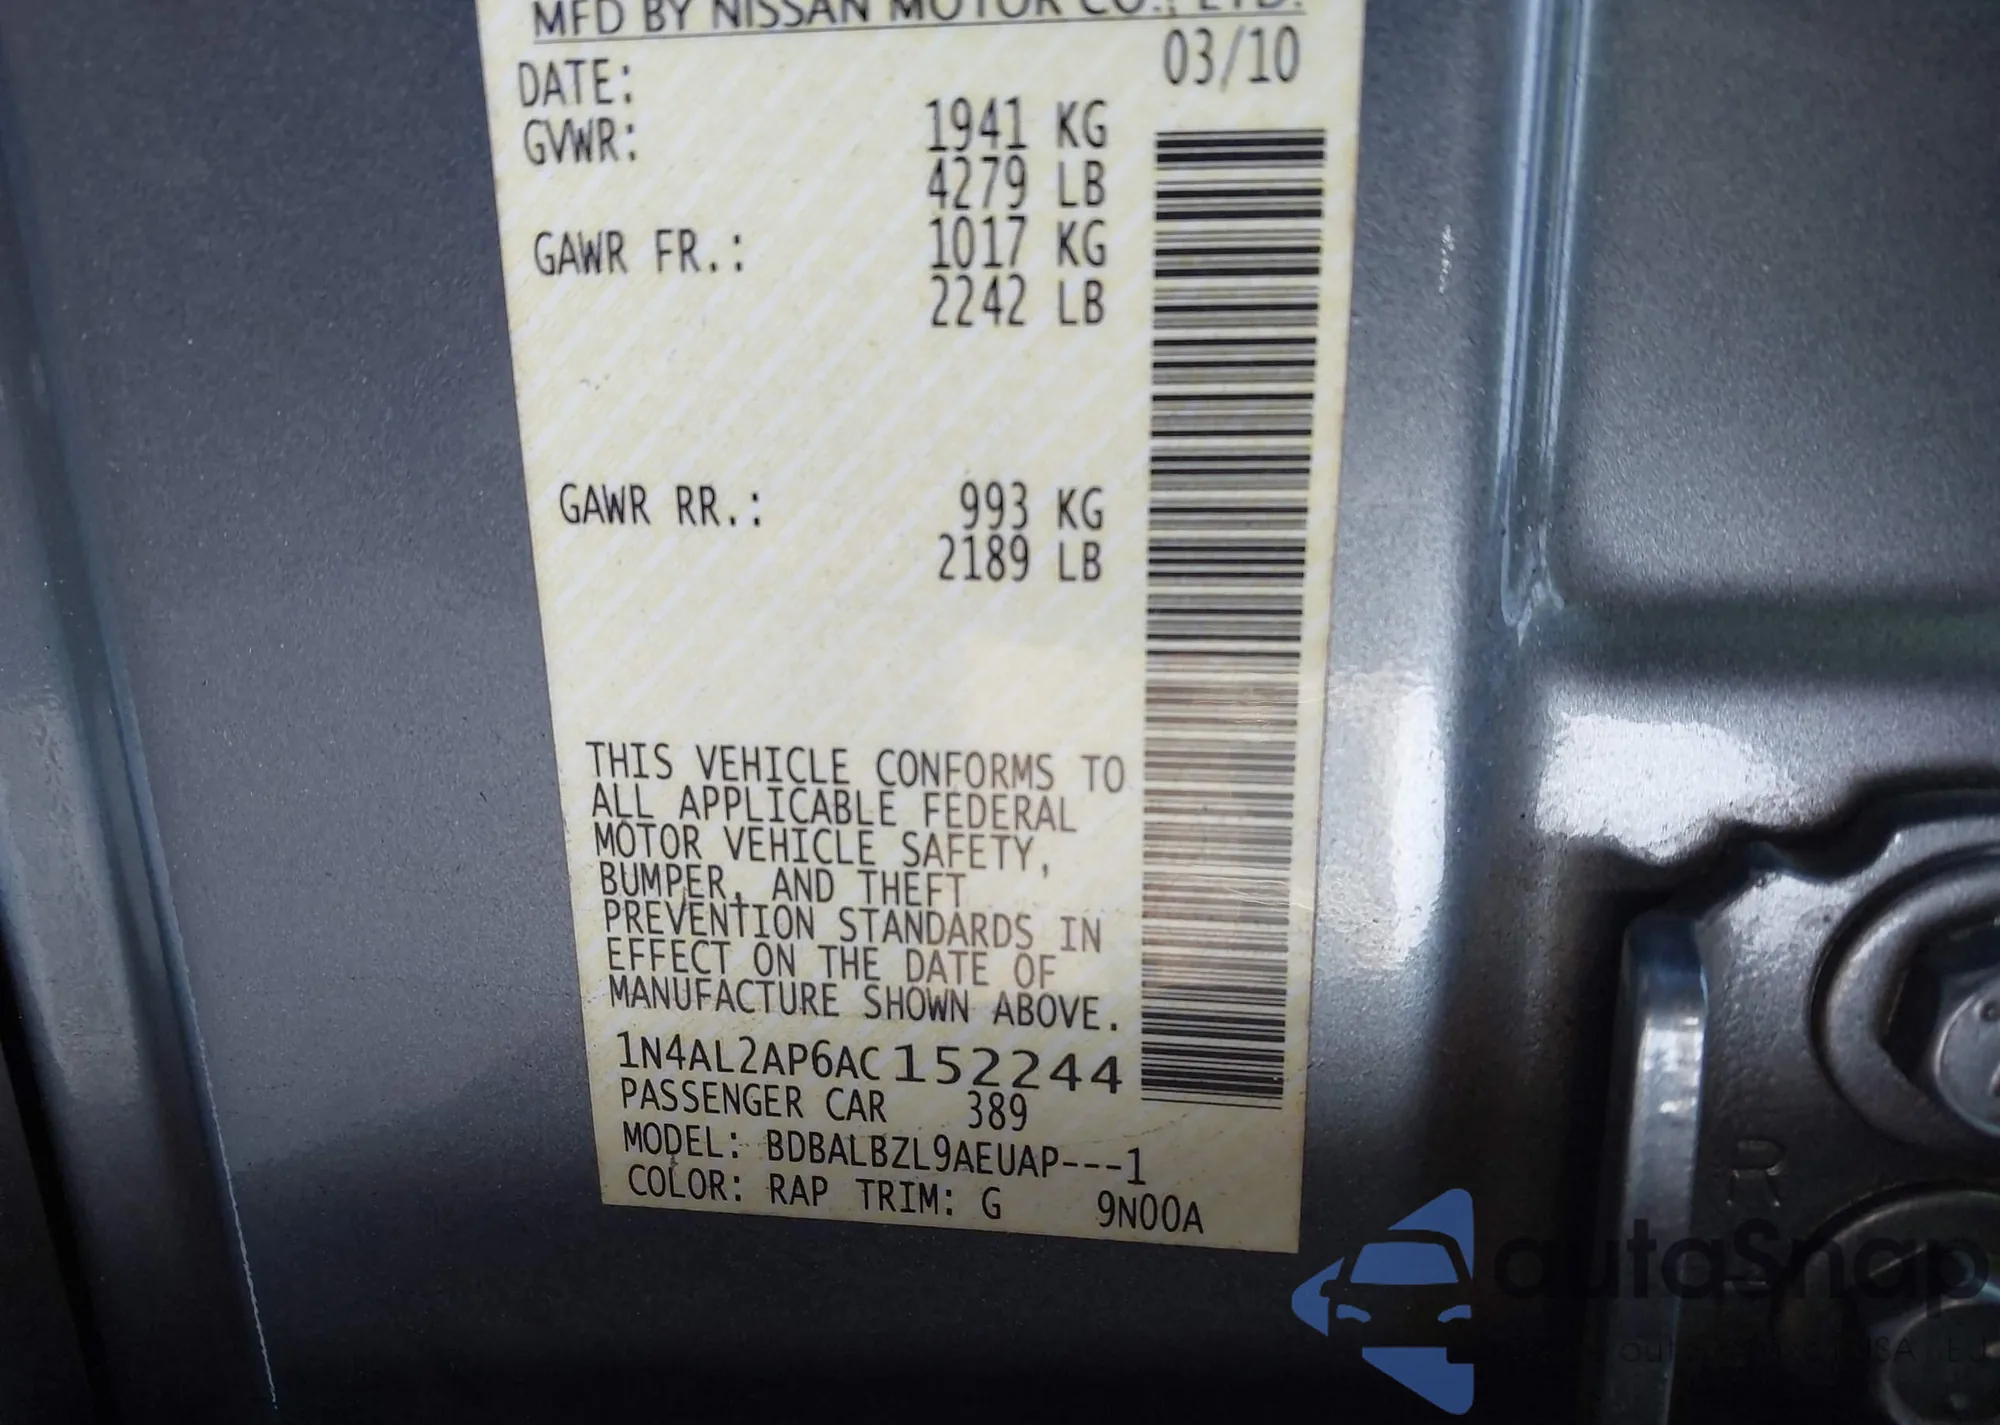 MFD BY NISSAN MOTOR CO., LTD.
DATE: 03/10
GVWR: 1941 KG
4279 LB
GAWR FR.: 1017 KG
2242 LB
GAWR RR.: 993 KG
2189 LB
THIS VEHICLE CONFORMS TO
ALL APPLICABLE FEDERAL
MOTOR VEHICLE SAFETY,
BUMPER, AND THEFT
PREVENTION STANDARDS IN
EFFECT ON THE DATE OF
MANUFACTURE SHOWN ABOVE.
1N4AL2AP6AC152244
PASSENGER CAR 389
MODEL: BDBALBZL9AEUAP---1
COLOR: RAP TRIM: G 9N00A
R
autoSnap